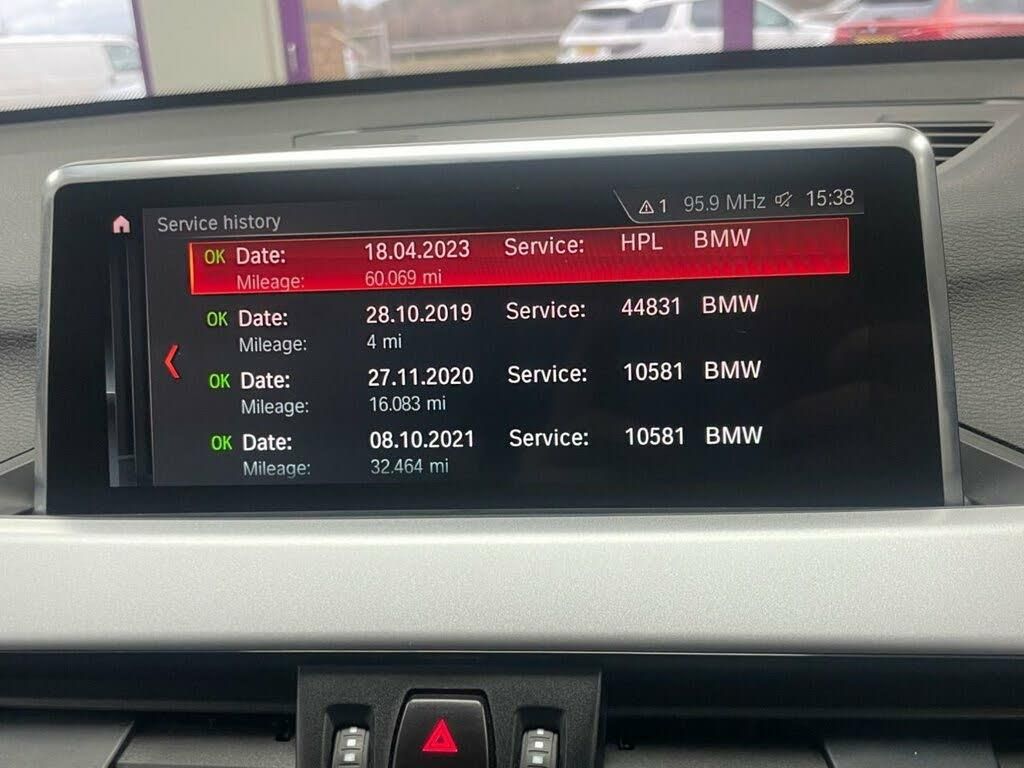 Service history
1 95.9 MHz 15:38
OK Date: 18.04.2023 Service: HPL BMW
Mileage: 60.069 mi
OK Date: 28.10.2019 Service: 44831 BMW
Mileage: 4 mi
OK Date: 27.11.2020 Service: 10581 BMW
Mileage: 16.083 mi
OK Date: 08.10.2021 Service: 10581 BMW
Mileage: 32.464 mi